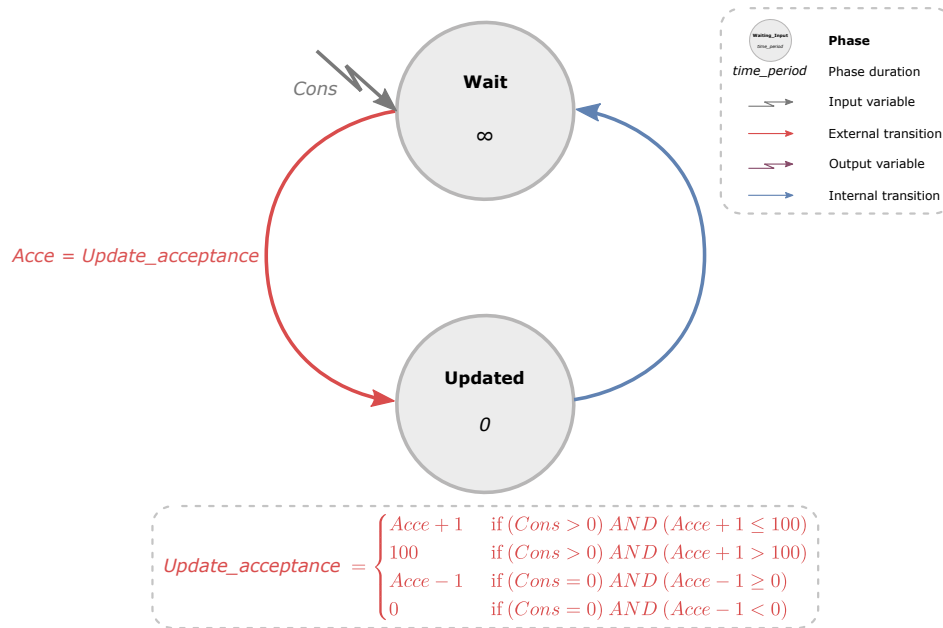 Cons
Wait
∞
Acce = Update_acceptance
Updated
0
Waiting_Input
time_period
Phase
time_period Phase duration
Input variable
External transition
Output variable
Internal transition
Update_acceptance = { Acce + 1 if (Cons > 0) AND (Acce + 1 ≤ 100)
100 if (Cons > 0) AND (Acce + 1 > 100)
Acce − 1 if (Cons = 0) AND (Acce − 1 ≥ 0)
0 if (Cons = 0) AND (Acce − 1 < 0)